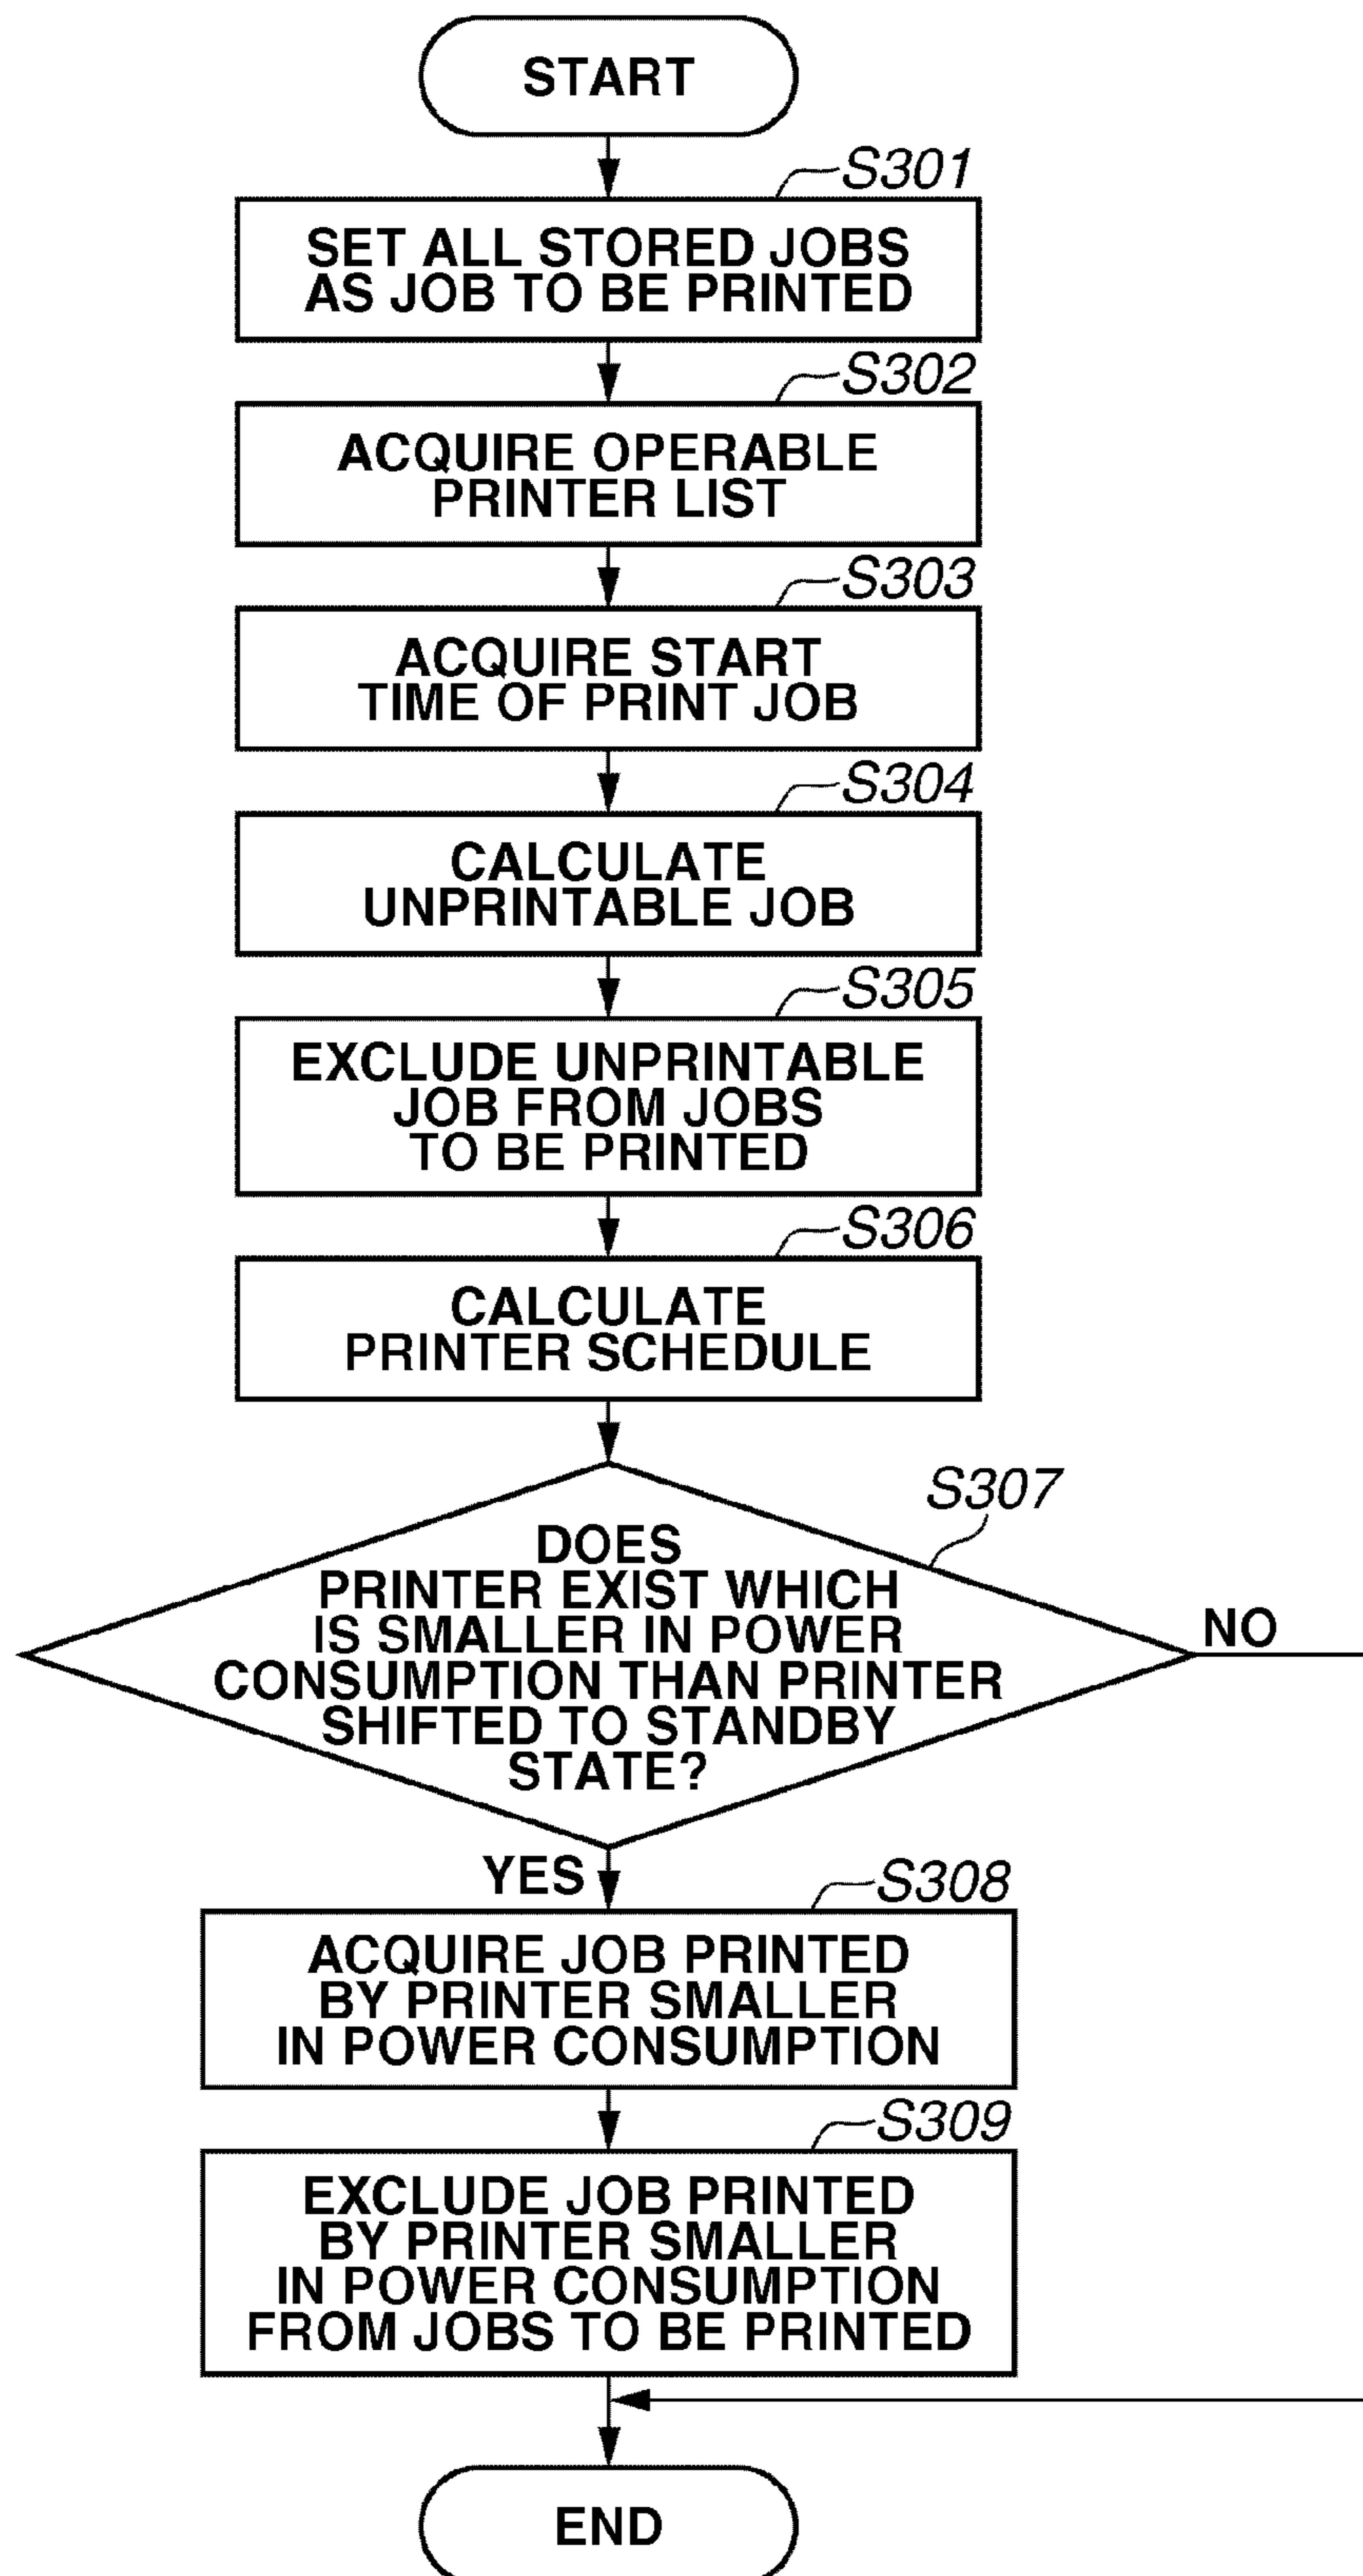 START
S301
SET ALL STORED JOBS
AS JOB TO BE PRINTED
S302
ACQUIRE OPERABLE
PRINTER LIST
S303
ACQUIRE START
TIME OF PRINT JOB
S304
CALCULATE
UNPRINTABLE JOB
S305
EXCLUDE UNPRINTABLE
JOB FROM JOBS
TO BE PRINTED
S306
CALCULATE
PRINTER SCHEDULE
S307
DOES
PRINTER EXIST WHICH
IS SMALLER IN POWER
CONSUMPTION THAN PRINTER
SHIFTED TO STANDBY
STATE?
NO
YES
S308
ACQUIRE JOB PRINTED
BY PRINTER SMALLER
IN POWER CONSUMPTION
S309
EXCLUDE JOB PRINTED
BY PRINTER SMALLER
IN POWER CONSUMPTION
FROM JOBS TO BE PRINTED
END